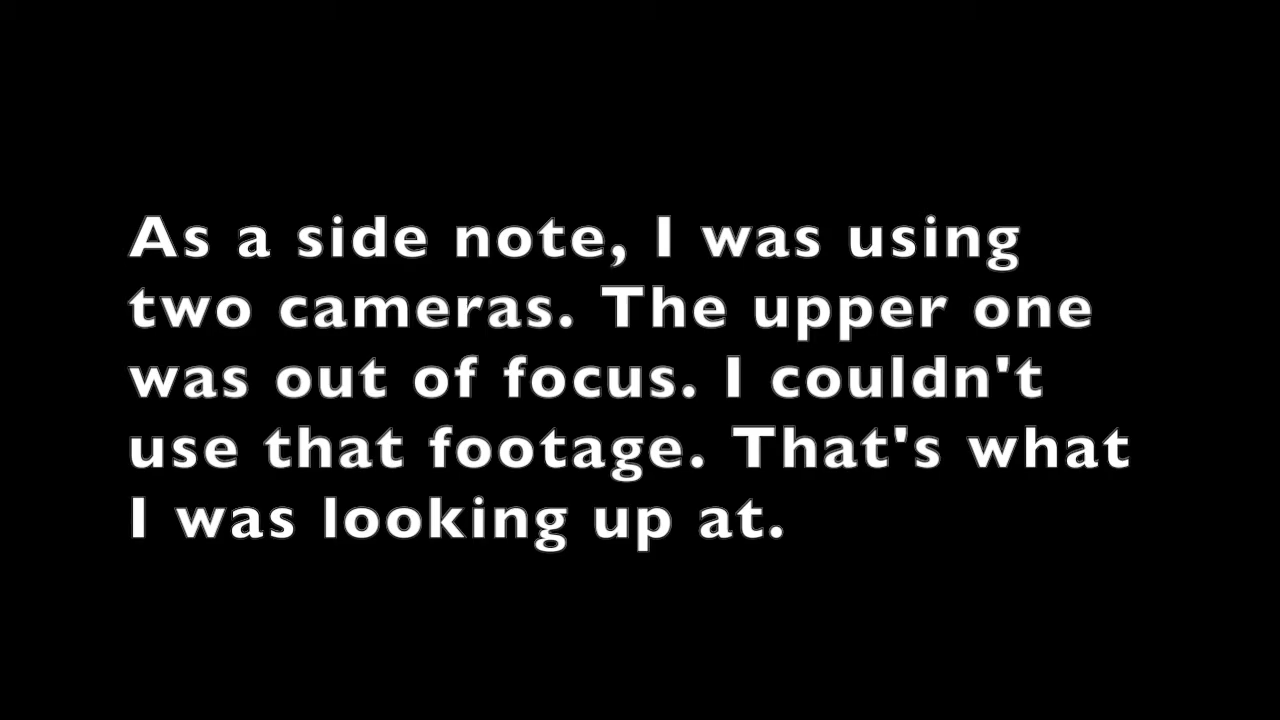 As a side note, I was using
two cameras. The upper one
was out of focus. I couldn't
use that footage. That's what
I was looking up at.